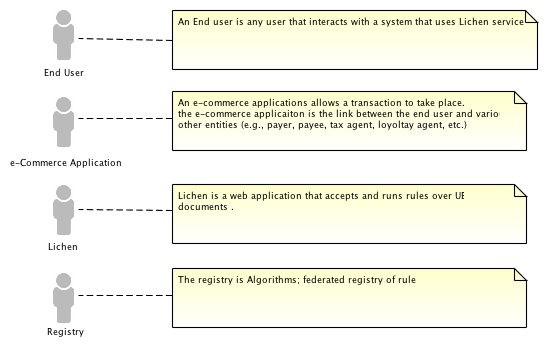 An End user is any user that interacts with a system that uses Lichen service
End User
An e-commerce applications allows a transaction to take place.
the e-commerce applicaiton is the link between the end user and variou
other entities (e.g., payer, payee, tax agent, loyoltay agent, etc.)
e-Commerce Application
Lichen is a web application that accepts and runs rules over UB
documents .
Lichen
The registry is Algorithms; federated registry of rule
Registry